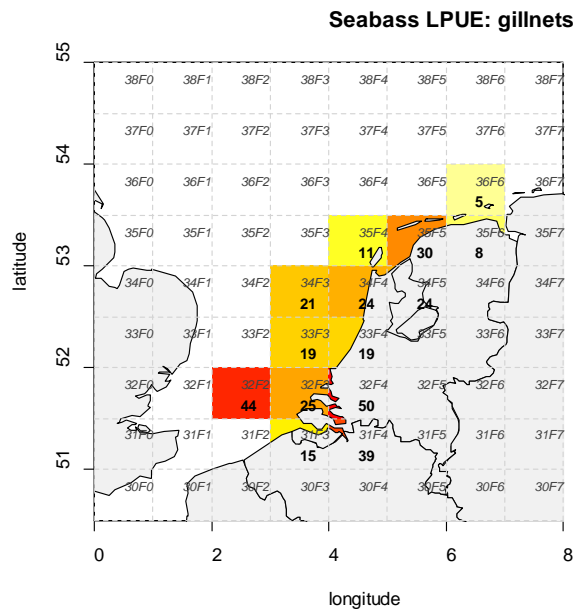 Seabass LPUE: gillnets
55
38F0 38F1 38F2 38F3 38F4 38F5 38F6 38F7
37F0 37F1 37F2 37F3 37F4 37F5 37F6 37F7
54
36F0 36F1 36F2 36F3 36F4 36F5 36F6 36F7
5
35F0 35F1 35F2 35F3 35F4 35F5 35F6 35F7
11 30 8
53
34F0 34F1 34F2 34F3 34F4 34F5 34F6 34F7
21 24 24
33F0 33F1 33F2 33F3 33F4 33F5 33F6 33F7
19 19
52
32F0 32F1 32F2 32F3 32F4 32F5 32F6 32F7
44 25 50
31F0 31F1 31F2 31F3 31F4 31F5 31F6 31F7
15 39
51
30F0 30F1 30F2 30F3 30F4 30F5 30F6 30F7
latitude
0 2 4 6 8
longitude